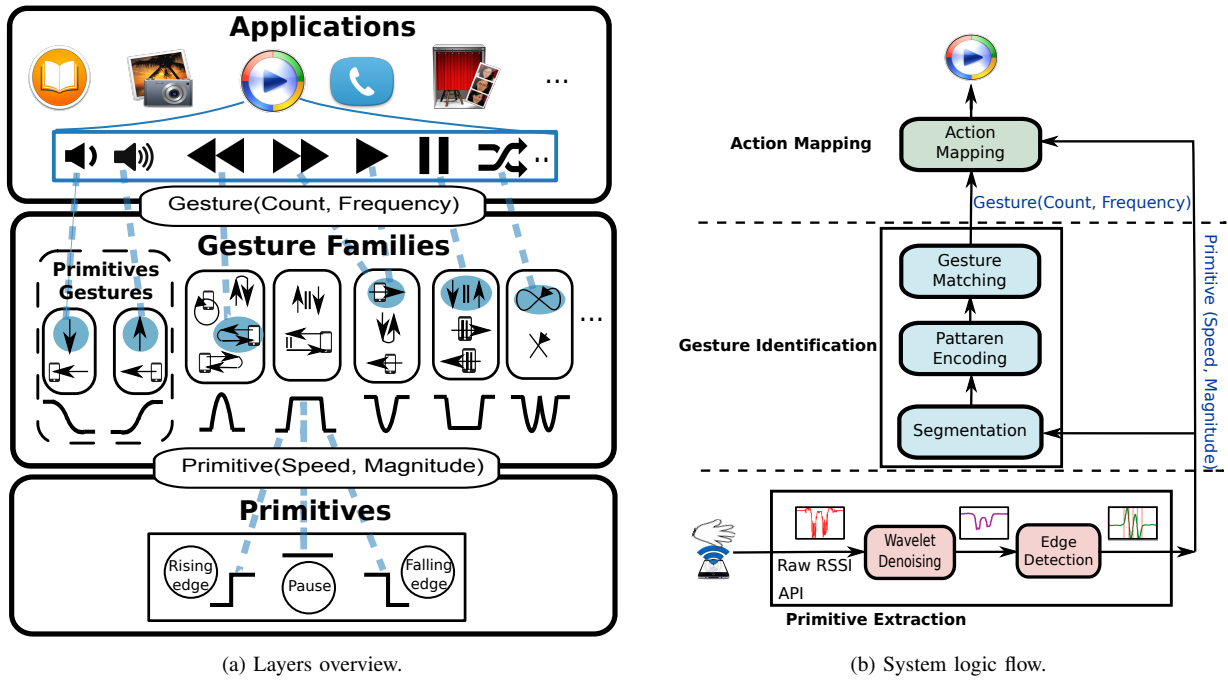 Applications
...
..
Gesture(Count, Frequency)
Gesture Families
Primitives
Gestures
...
Primitive(Speed, Magnitude)
Primitives
Rising
edge
Pause
Falling
edge
(a) Layers overview.
Action Mapping
Action
Mapping
Gesture(Count, Frequency)
Gesture Identification
Gesture
Matching
Pattaren
Encoding
Segmentation
Primitive (Speed, Magnitude)
Raw RSSI
API
Wavelet
Denoising
Edge
Detection
Primitive Extraction
(b) System logic flow.